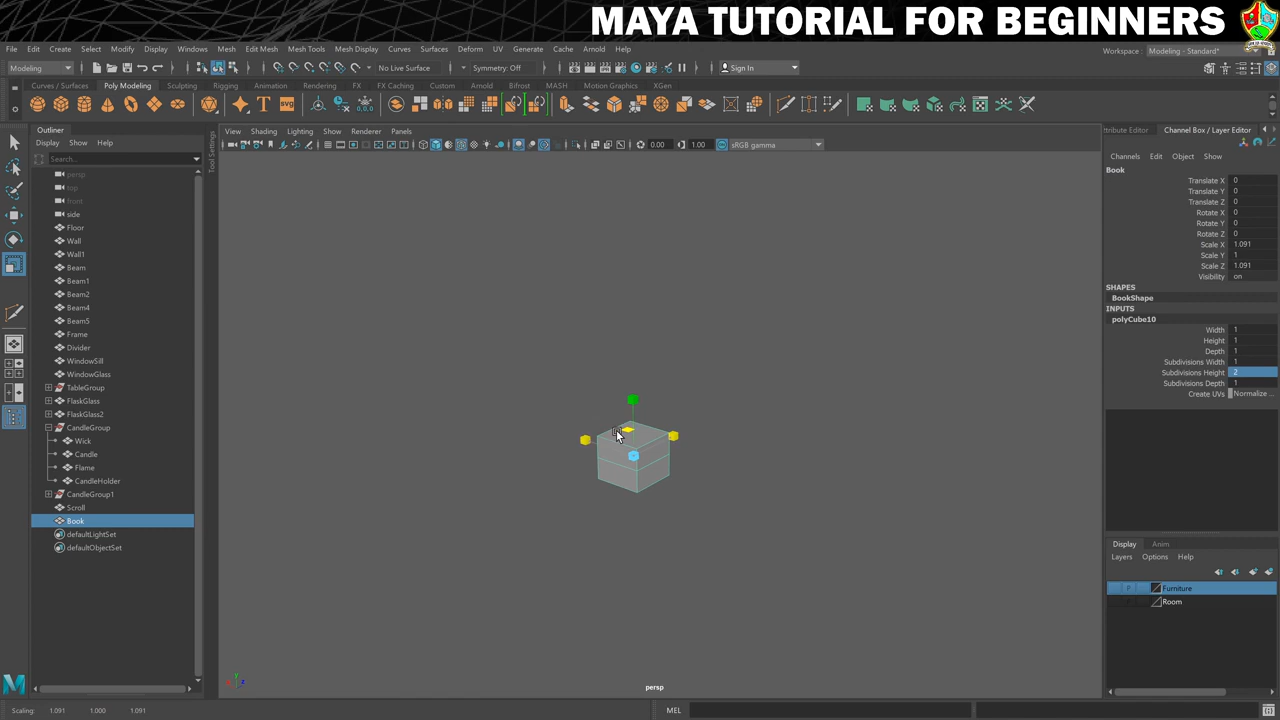 MAYA TUTORIAL FOR BEGINNERS
File Edit Create Select Modify Display Windows Mesh Edit Mesh Mesh Tools Mesh Display Curves Surfaces Deform UV Generate Cache Arnold Help
Workspace : Modeling - Standard*
Modeling No Live Surface Symmetry: Off Sign In
Curves / Surfaces Poly Modeling Sculpting Rigging Animation Rendering FX FX Caching Custom Arnold Bifrost MASH Motion Graphics XGen
Outliner
Display Show Help
Search...
persp
top
front
side
Floor
Wall
Wall1
Beam
Beam1
Beam2
Beam4
Beam5
Frame
Divider
WindowSill
WindowGlass
TableGroup
FlaskGlass
FlaskGlass2
CandleGroup
Wick
Candle
Flame
CandleHolder
CandleGroup1
Scroll
Book
defaultLightSet
defaultObjectSet
Tool Settings
View Shading Lighting Show Renderer Panels
0.00 1.00 sRGB gamma
persp
Attribute Editor Channel Box / Layer Editor
Channels Edit Object Show
Book
Translate X 0
Translate Y 0
Translate Z 0
Rotate X 0
Rotate Y 0
Rotate Z 0
Scale X 1.091
Scale Y 1
Scale Z 1.091
Visibility on
SHAPES
BookShape
INPUTS
polyCube10
Width 1
Height 1
Depth 1
Subdivisions Width 1
Subdivisions Height 2
Subdivisions Depth 1
Create UVs Normalize ...
Display Anim
Layers Options Help
P Furniture
Room
Scaling: 1.091 1.000 1.091
MEL